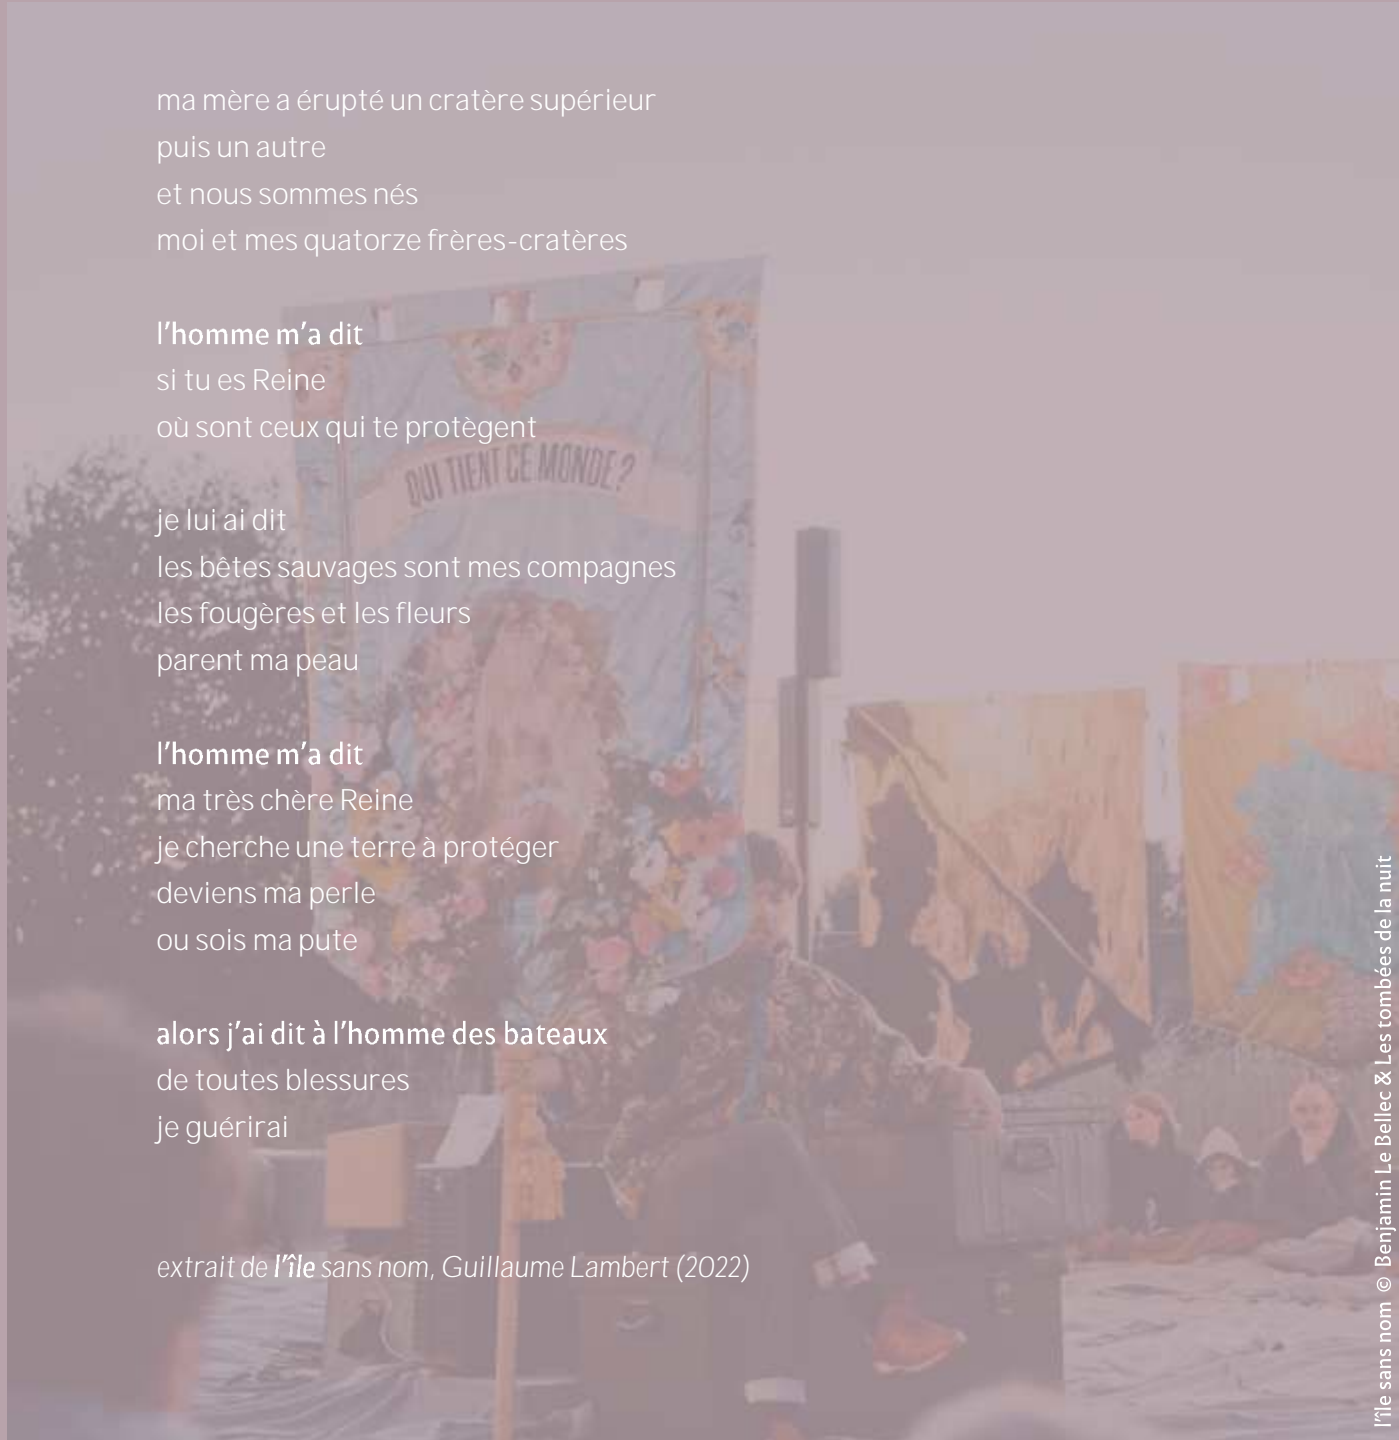 ma mère a érupté un cratère supérieur
puis un autre
et nous sommes nés
moi et mes quatorze frères-cratères
l'homme m'a dit
si tu es Reine
où sont ceux qui te protègent
QUI TIENT CE MONDE?
je lui ai dit
les bêtes sauvages sont mes compagnes
les fougères et les fleurs
parent ma peau
l'homme m'a dit
ma très chère Reine
je cherche une terre à protéger
deviens ma perle
ou sois ma pute
alors j'ai dit à l'homme des bateaux
de toutes blessures
je guérirai
extrait de l'île sans nom, Guillaume Lambert (2022)
l'île sans nom © Benjamin Le Bellec & Les tombées de la nuit